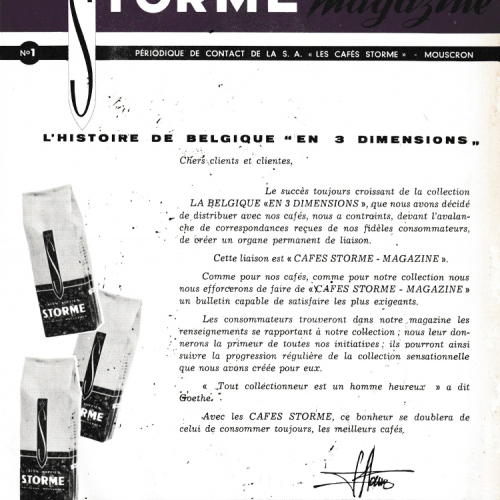 STORME magazine
No 1
PÉRIODIQUE DE CONTACT DE LA S. A. « LES CAFÉS STORME » - MOUSCRON
L'HISTOIRE DE BELGIQUE “EN 3 DIMENSIONS„
Chers clients et clientes,
Le succès toujours croissant de la collection
LA BELGIQUE «EN 3 DIMENSIONS», que nous avons décidé
de distribuer avec nos cafés, nous a contraints, devant l'avalan-
che de correspondances reçues de nos fidèles consommateurs,
de créer un organe permanent de liaison.
Cette liaison est « CAFES STORME - MAGAZINE ».
Comme pour nos cafés, comme pour notre collection nous
nous efforcerons de faire de «CAFES STORME - MAGAZINE»
un bulletin capable de satisfaire les plus exigeants.
Les consommateurs trouveront dans notre magazine les
renseignements se rapportant à notre collection ; nous leur don-
nerons la primeur de toutes nos initiatives ; ils pourront ainsi
suivre la progression régulière de la collection sensationnelle
que nous avons créée pour eux.
« Tout collectionneur est un homme heureux » a dit
Goethe.
Avec les CAFES STORME, ce bonheur se doublera de
celui de consommer toujours, les meilleurs cafés.
STORME
STORME
STORME